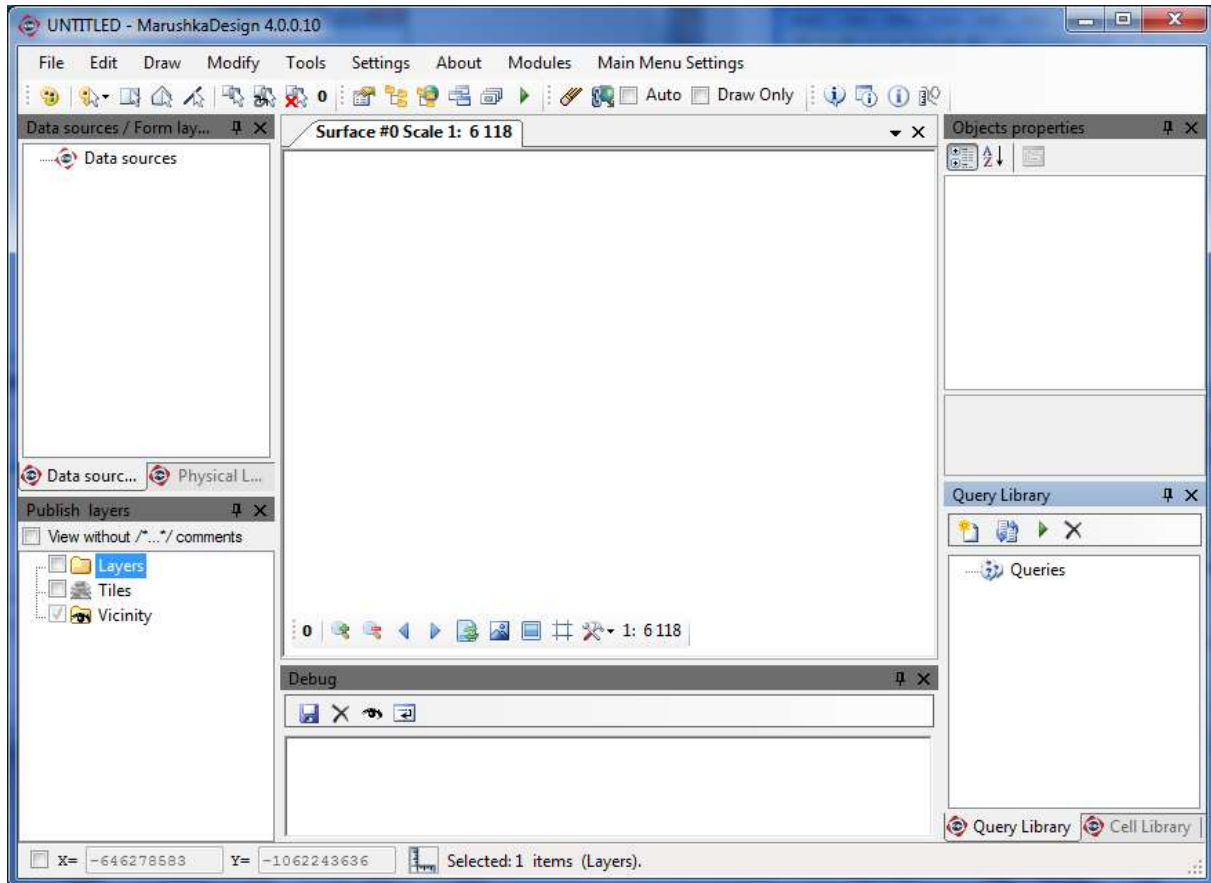 UNTITLED - MarushkaDesign 4.0.0.10
File Edit Draw Modify Tools Settings About Modules Main Menu Settings
0 Auto Draw Only
Data sources / Form lay...
Data sources
Data sourc... Physical L...
Publish layers
View without /*...*/ comments
Layers
Tiles
Vicinity
Surface #0 Scale 1: 6 118
0 1: 6 118
Debug
Objects properties
Query Library
Queries
Query Library Cell Library
X= -646278583 Y= -1062243636 Selected: 1 items (Layers).